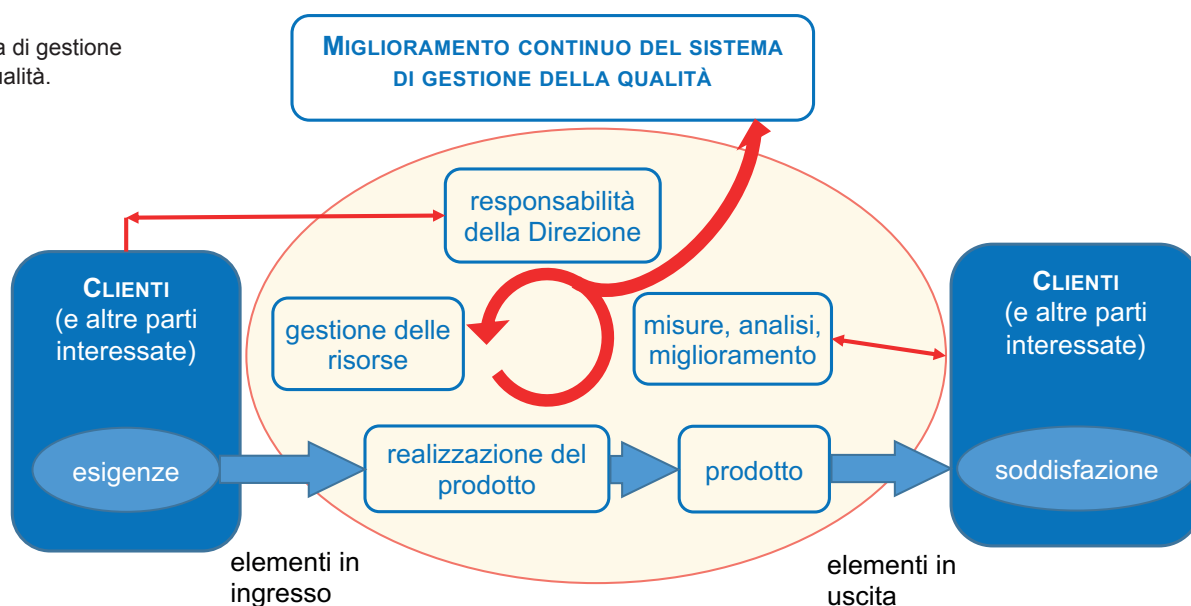 a di gestione
ualità.
MIGLIORAMENTO CONTINUO DEL SISTEMA
DI GESTIONE DELLA QUALITÀ
responsabilità
della Direzione
CLIENTI
(e altre parti
interessate)
gestione delle
risorse
misure, analisi,
miglioramento
CLIENTI
(e altre parti
interessate)
esigenze
realizzazione del
prodotto
prodotto
soddisfazione
elementi in
ingresso
elementi in
uscita